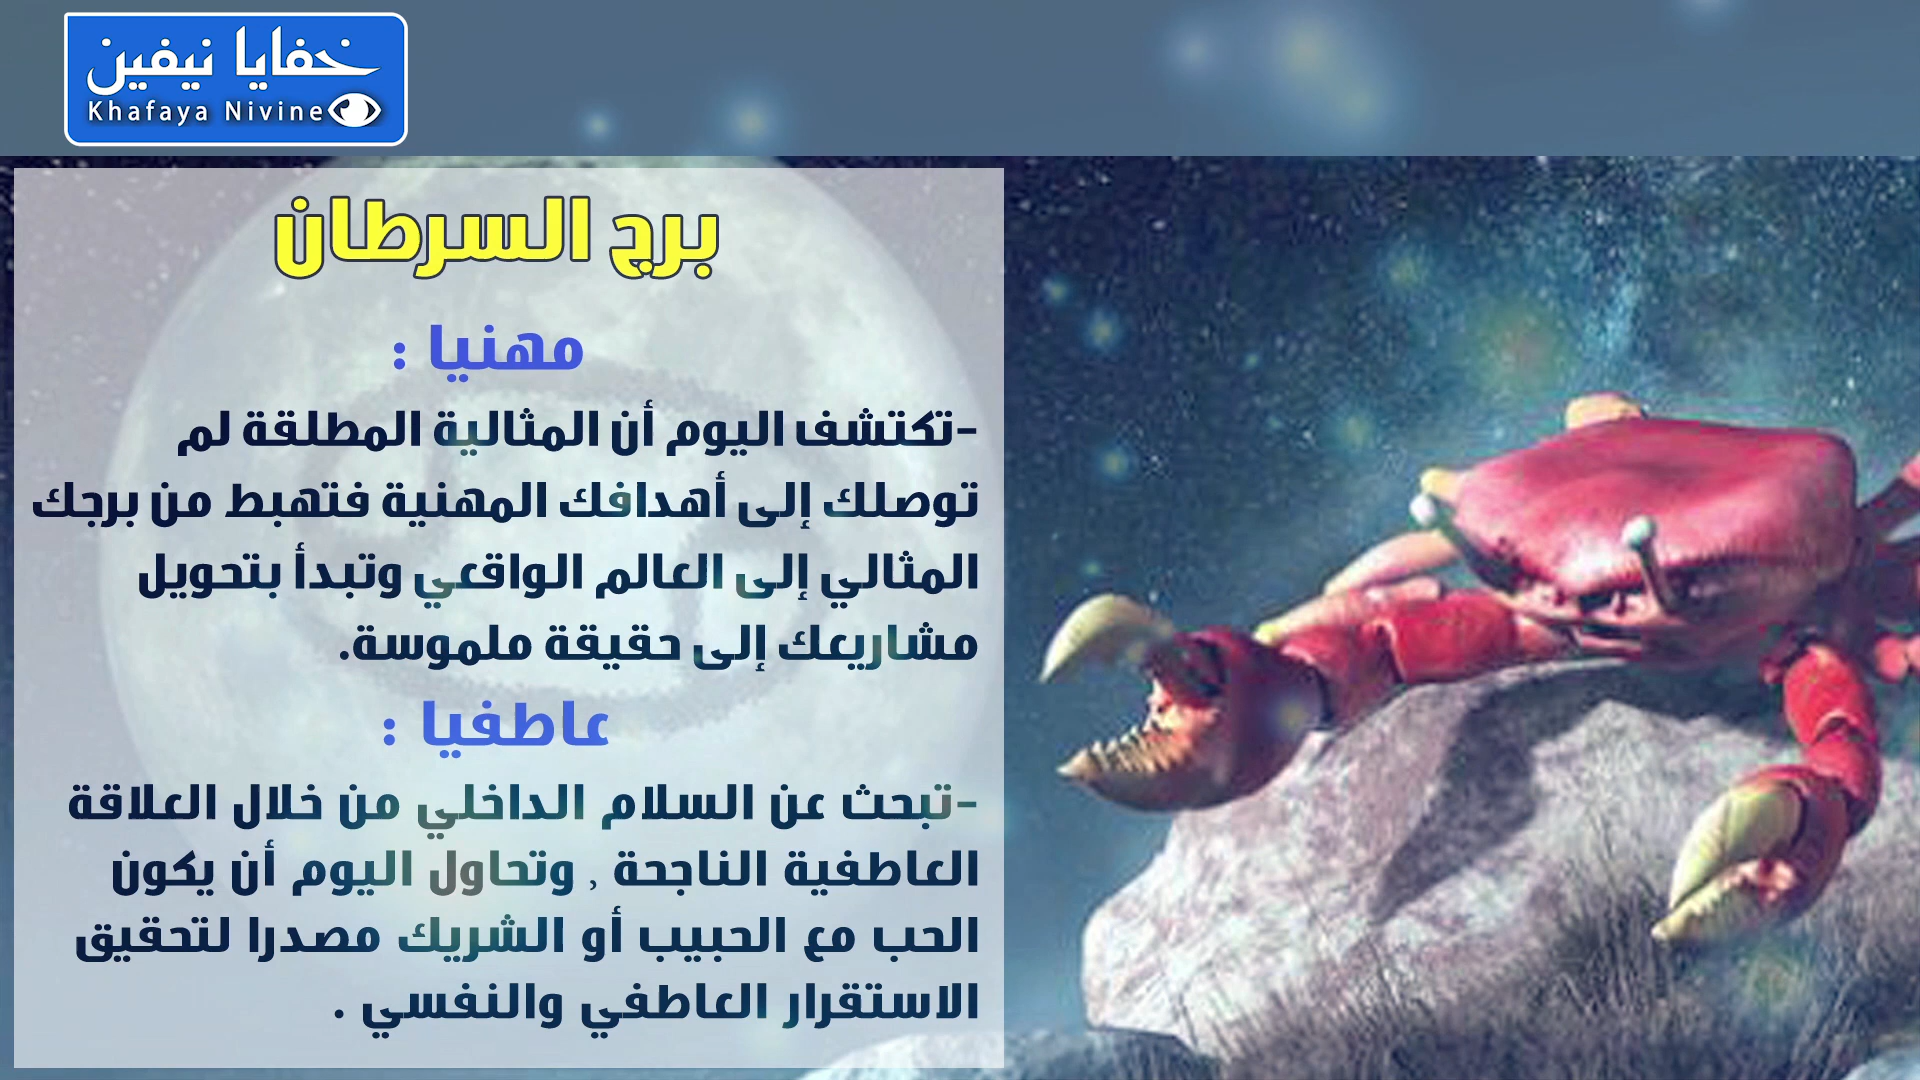 خفايا نيفين
Khafaya Nivine
برج السرطان
مهنيا :
-تكتشف اليوم أن المثالية المطلقة لم
توصلك إلى أهدافك المهنية فتهبط من برجك
المثالي إلى العالم الواقعي وتبدأ بتحويل
مشاريعك إلى حقيقة ملموسة.
عاطفيا :
-تبحث عن السلام الداخلي من خلال العلاقة
العاطفية الناجحة , وتحاول اليوم أن يكون
الحب مع الحبيب أو الشريك مصدرا لتحقيق
الاستقرار العاطفي والنفسي .